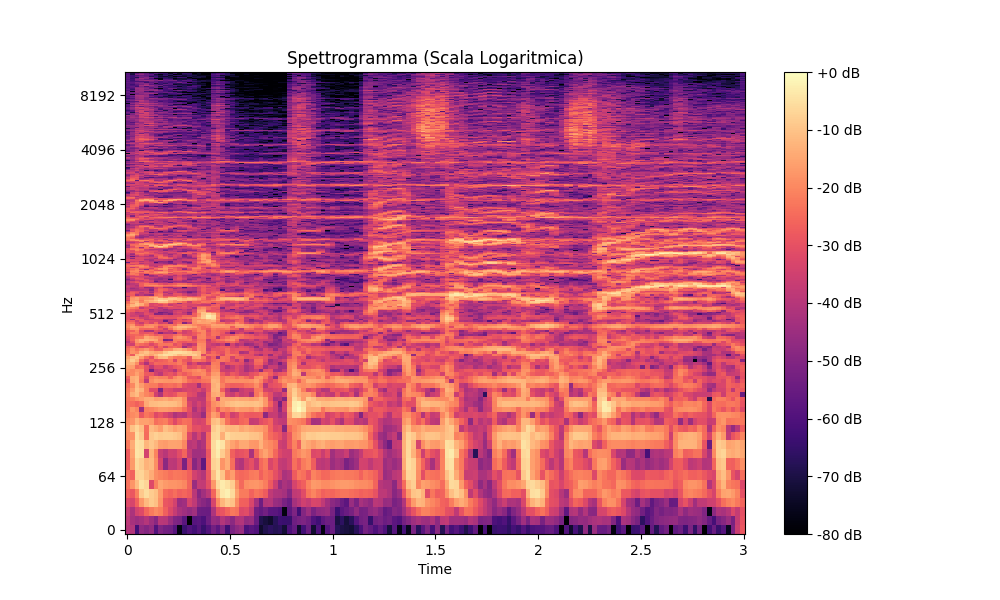 Spettrogramma (Scala Logaritmica)
Hz
8192
4096
2048
1024
512
256
128
64
0
0
0.5
1
1.5
2
2.5
3
Time
+0 dB
-10 dB
-20 dB
-30 dB
-40 dB
-50 dB
-60 dB
-70 dB
-80 dB